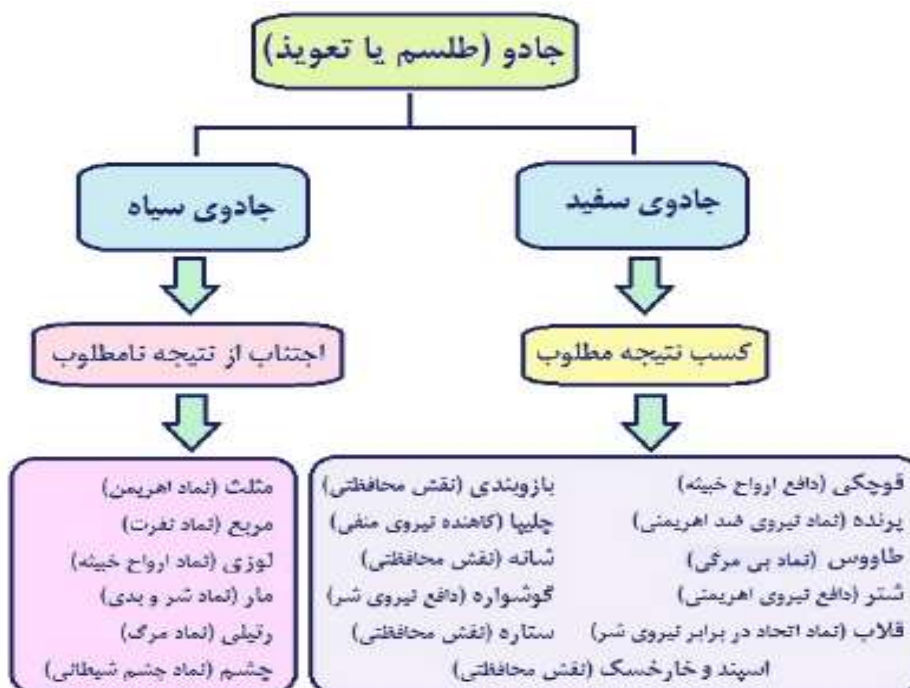 جادو (طلسم یا تعویذ)
جادوی سفید
جادوی سیاه
کسب نتیجه مطلوب
اجتناب از نتیجه نامطلوب
قوچکی (دافع ارواح خبیثه)
پرنده (نماد نیروی ضد اهریمنی)
طاووس (نماد بی مرگی)
شتر (دافع نیروی اهریمنی)
قلاب (نماد اتحاد در برابر نیروی شر)
بازوبندی (نقش محافظتی)
چلیپا (کاهنده نیروی منفی)
شانه (نقش محافظتی)
گوشواره (دافع نیروی شر)
ستاره (نقش محافظتی)
اسپند و خارخسک (نقش محافظتی)
مثلث (نماد اهریمن)
مربع (نماد نفرت)
لوزی (نماد ارواح خبیثه)
مار (نماد شر و بدی)
رتیلی (نماد مرگ)
چشم (نماد چشم شیطانی)